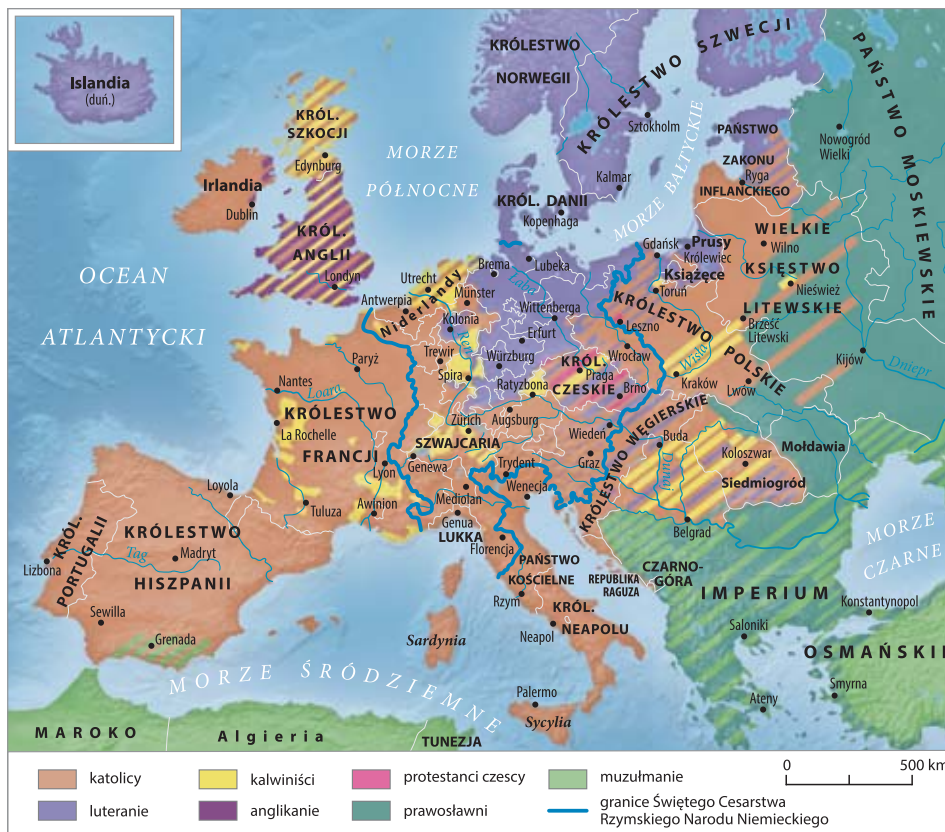 Islandia
(duń.)
KRÓLESTWO
NORWEGII
KRÓLESTWO SZWECJI
PAŃSTWO MOSKIEWSKIE
Sztokholm
Nowogród
Wielki
KRÓL.
SZKOCJI
Edynburg
MORZE
PÓŁNOCNE
MORZE BAŁTYCKIE
PAŃSTWO
ZAKONU
Ryga
INFLANCKIEGO
Irlandia
Dublin
Kalmar
KRÓL. DANII
Kopenhaga
KRÓL.
ANGLII
Londyn
WIELKIE
Wilno
KSIĘSTWO
Nieśwież
LITEWSKIE
Brześć
Litewski
Gdańsk
Prusy
Królewiec
Książęce
Toruń
OCEAN
ATLANTYCKI
Utrecht
Brema
Lubeka
Łaba
Antwerpia
Niderlandy
Münster
Wittenberga
Kolonia
Ren
Erfurt
KRÓLESTWO POLSKIE
Leszno
Wrocław
Wisła
Kraków
Lwów
Kijów
Dniepr
Trewir
Würzburg
KRÓL.
Praga
CZESKIE
Brno
Paryż
Spira
Ratyzbona
Nantes
Loara
Augsburg
Zürich
Wiedeń
KRÓLESTWO WĘGIERSKIE
Buda
Dunaj
Mołdawia
Koloszwar
Siedmiogród
KRÓLESTWO
La Rochelle
FRANCJI
SZWAJCARIA
Genewa
Graz
Lyon
Trydent
Wenecja
Mediolan
Loyola
Tuluza
Awinion
Genua
LUKKA
Florencja
Belgrad
MORZE
CZARNE
KRÓL.
PORTUGALII
KRÓLESTWO
Madryt
HISZPANII
Tag
Lizbona
Sewilla
Grenada
PAŃSTWO
KOŚCIELNE
REPUBLIKA
RAGUZA
CZARNO-
GÓRA
IMPERIUM
OSMAŃSKIE
Konstantynopol
Rzym
KRÓL.
NEAPOLU
Neapol
Saloniki
Sardynia
Smyrna
Ateny
MORZE ŚRÓDZIEMNE
Palermo
Sycylia
MAROKO
Algieria
TUNEZJA
katolicy
kalwiniści
protestanci czescy
muzułmanie
0
500 km
luteranie
anglikanie
prawosławni
granice Świętego Cesarstwa
Rzymskiego Narodu Niemieckiego